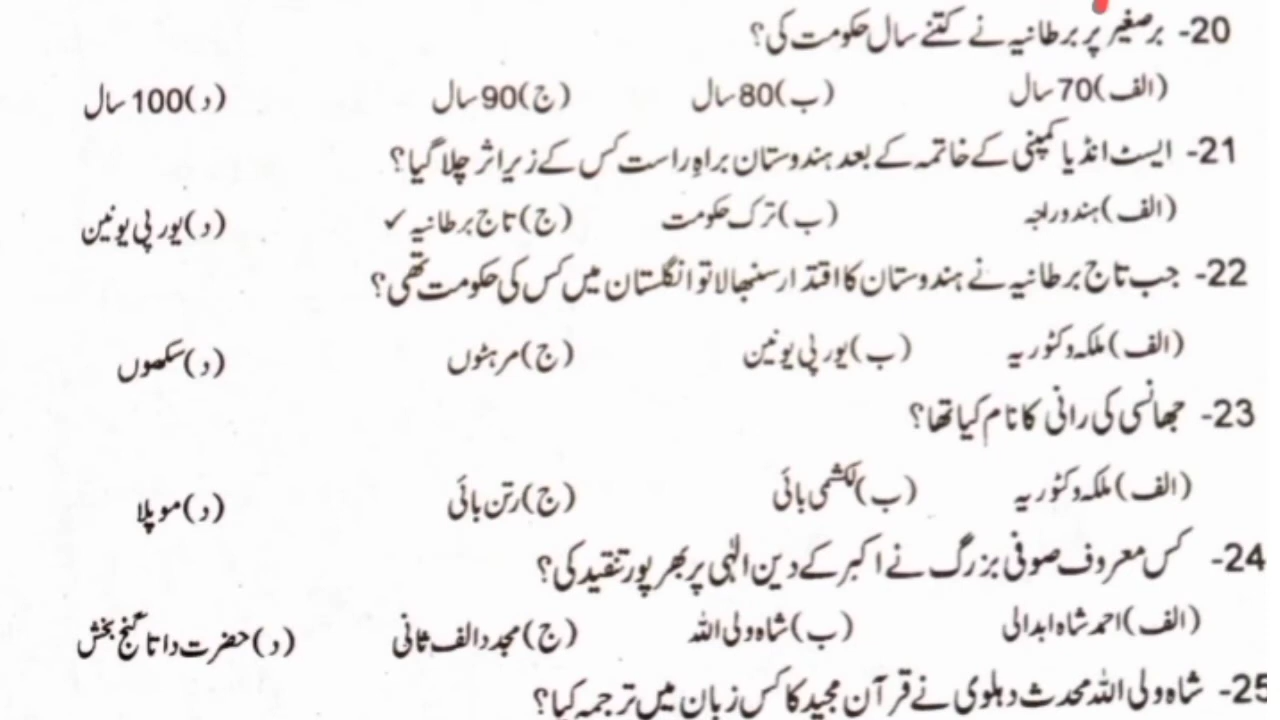 20- برصغیر پر برطانیہ نے کتنے سال حکومت کی؟
(الف)70 سال (ب)80 سال (ج)90 سال (د)100 سال
21- ایسٹ انڈیا کمپنی کے خاتمہ کے بعد ہندوستان براہِ راست کس کے زیر اثر چلا گیا؟
(الف)ہندو راجہ (ب)ترک حکومت (ج)تاج برطانیہ ✓ (د)یورپی یونین
22- جب تاج برطانیہ نے ہندوستان کا اقتدار سنبھالا تو انگلستان میں کس کی حکومت تھی؟
(الف)ملکہ وکٹوریہ (ب)یورپی یونین (ج)مرہٹوں (د)سکھوں
23- جھانسی کی رانی کا نام کیا تھا؟
(الف)ملکہ وکٹوریہ (ب)لکشمی بائی (ج)رتن بائی (د)موپلا
24- کس معروف صوفی بزرگ نے اکبر کے دین الٰہی پر بھرپور تنقید کی؟
(الف)احمد شاہ ابدالی (ب)شاہ ولی اللہ (ج)مجدد الف ثانی (د)حضرت داتا گنج بخش
25- شاہ ولی اللہ محدث دہلوی نے قرآن مجید کا کس زبان میں ترجمہ کیا؟